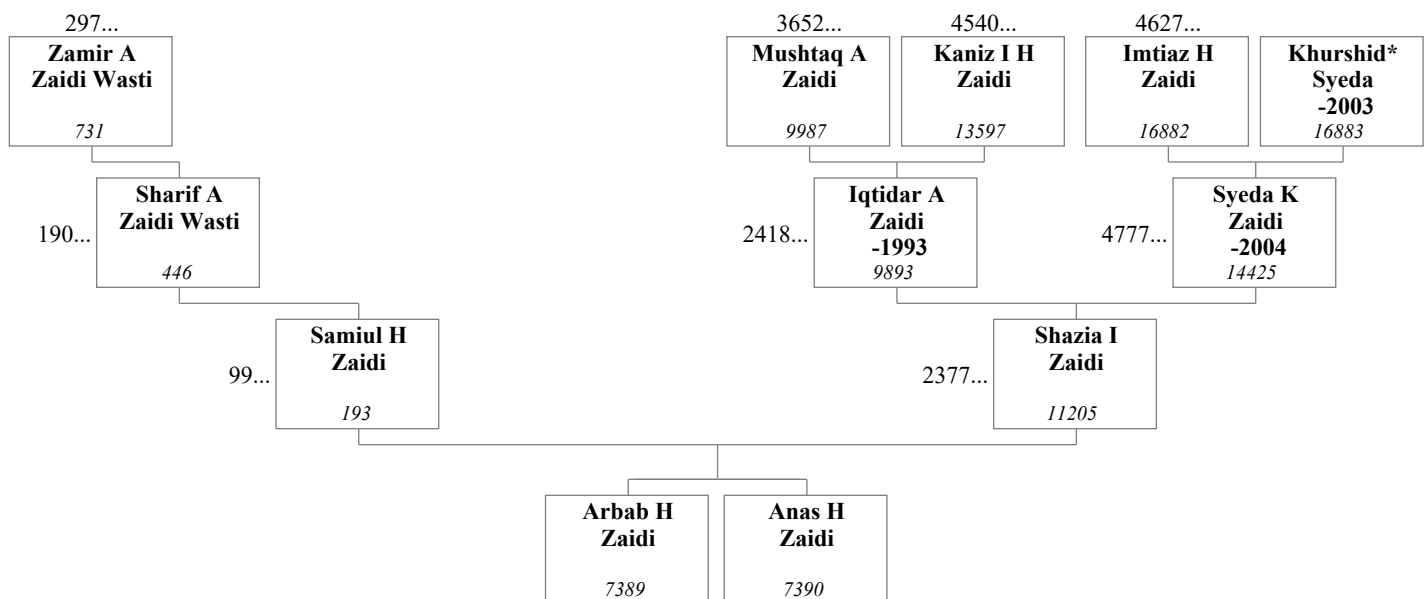 297...
3652...
4540...
4627...
Zamir A
Zaidi Wasti
731
Mushtaq A
Zaidi
9987
Kaniz I H
Zaidi
13597
Imtiaz H
Zaidi
16882
Khurshid*
Syeda
-2003
16883
190...
Sharif A
Zaidi Wasti
446
2418...
Iqtidar A
Zaidi
-1993
9893
4777...
Syeda K
Zaidi
-2004
14425
99...
Samiul H
Zaidi
193
2377...
Shazia I
Zaidi
11205
Arbab H
Zaidi
7389
Anas H
Zaidi
7390